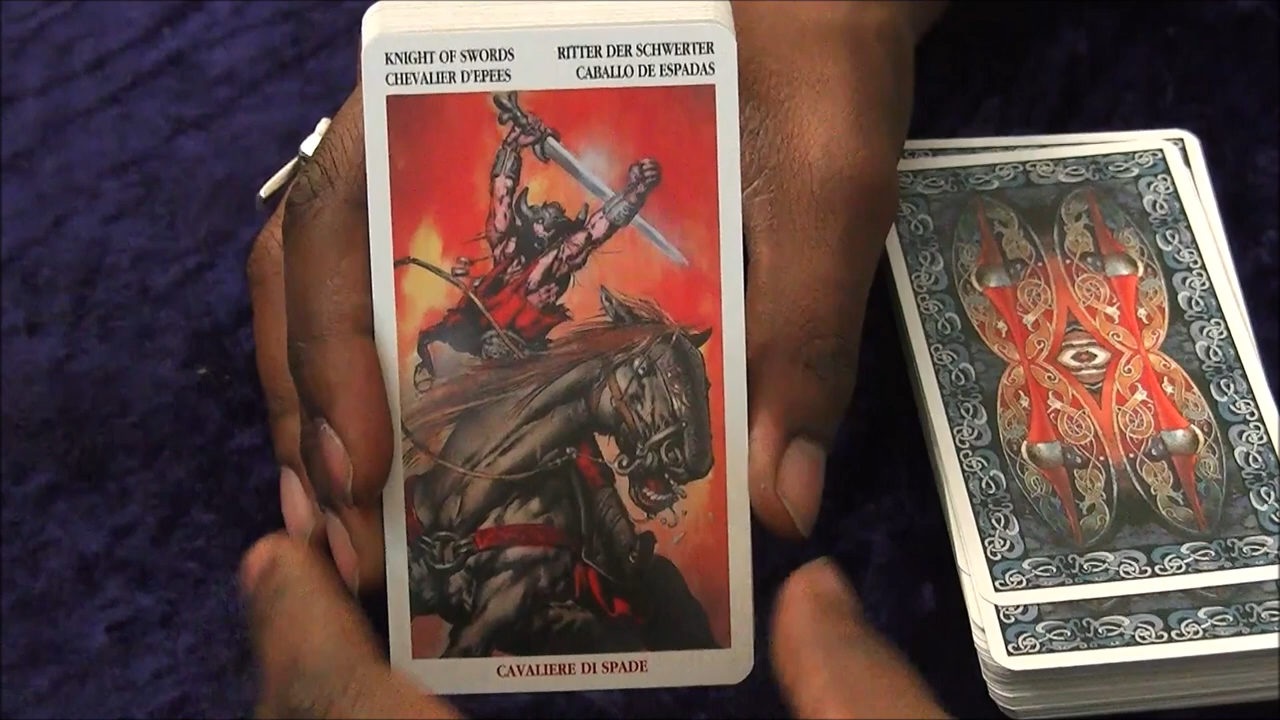 KNIGHT OF SWORDS
CHEVALIER D'EPEES
RITTER DER SCHWERTER
CABALLO DE ESPADAS
CAVALIERE DI SPADE